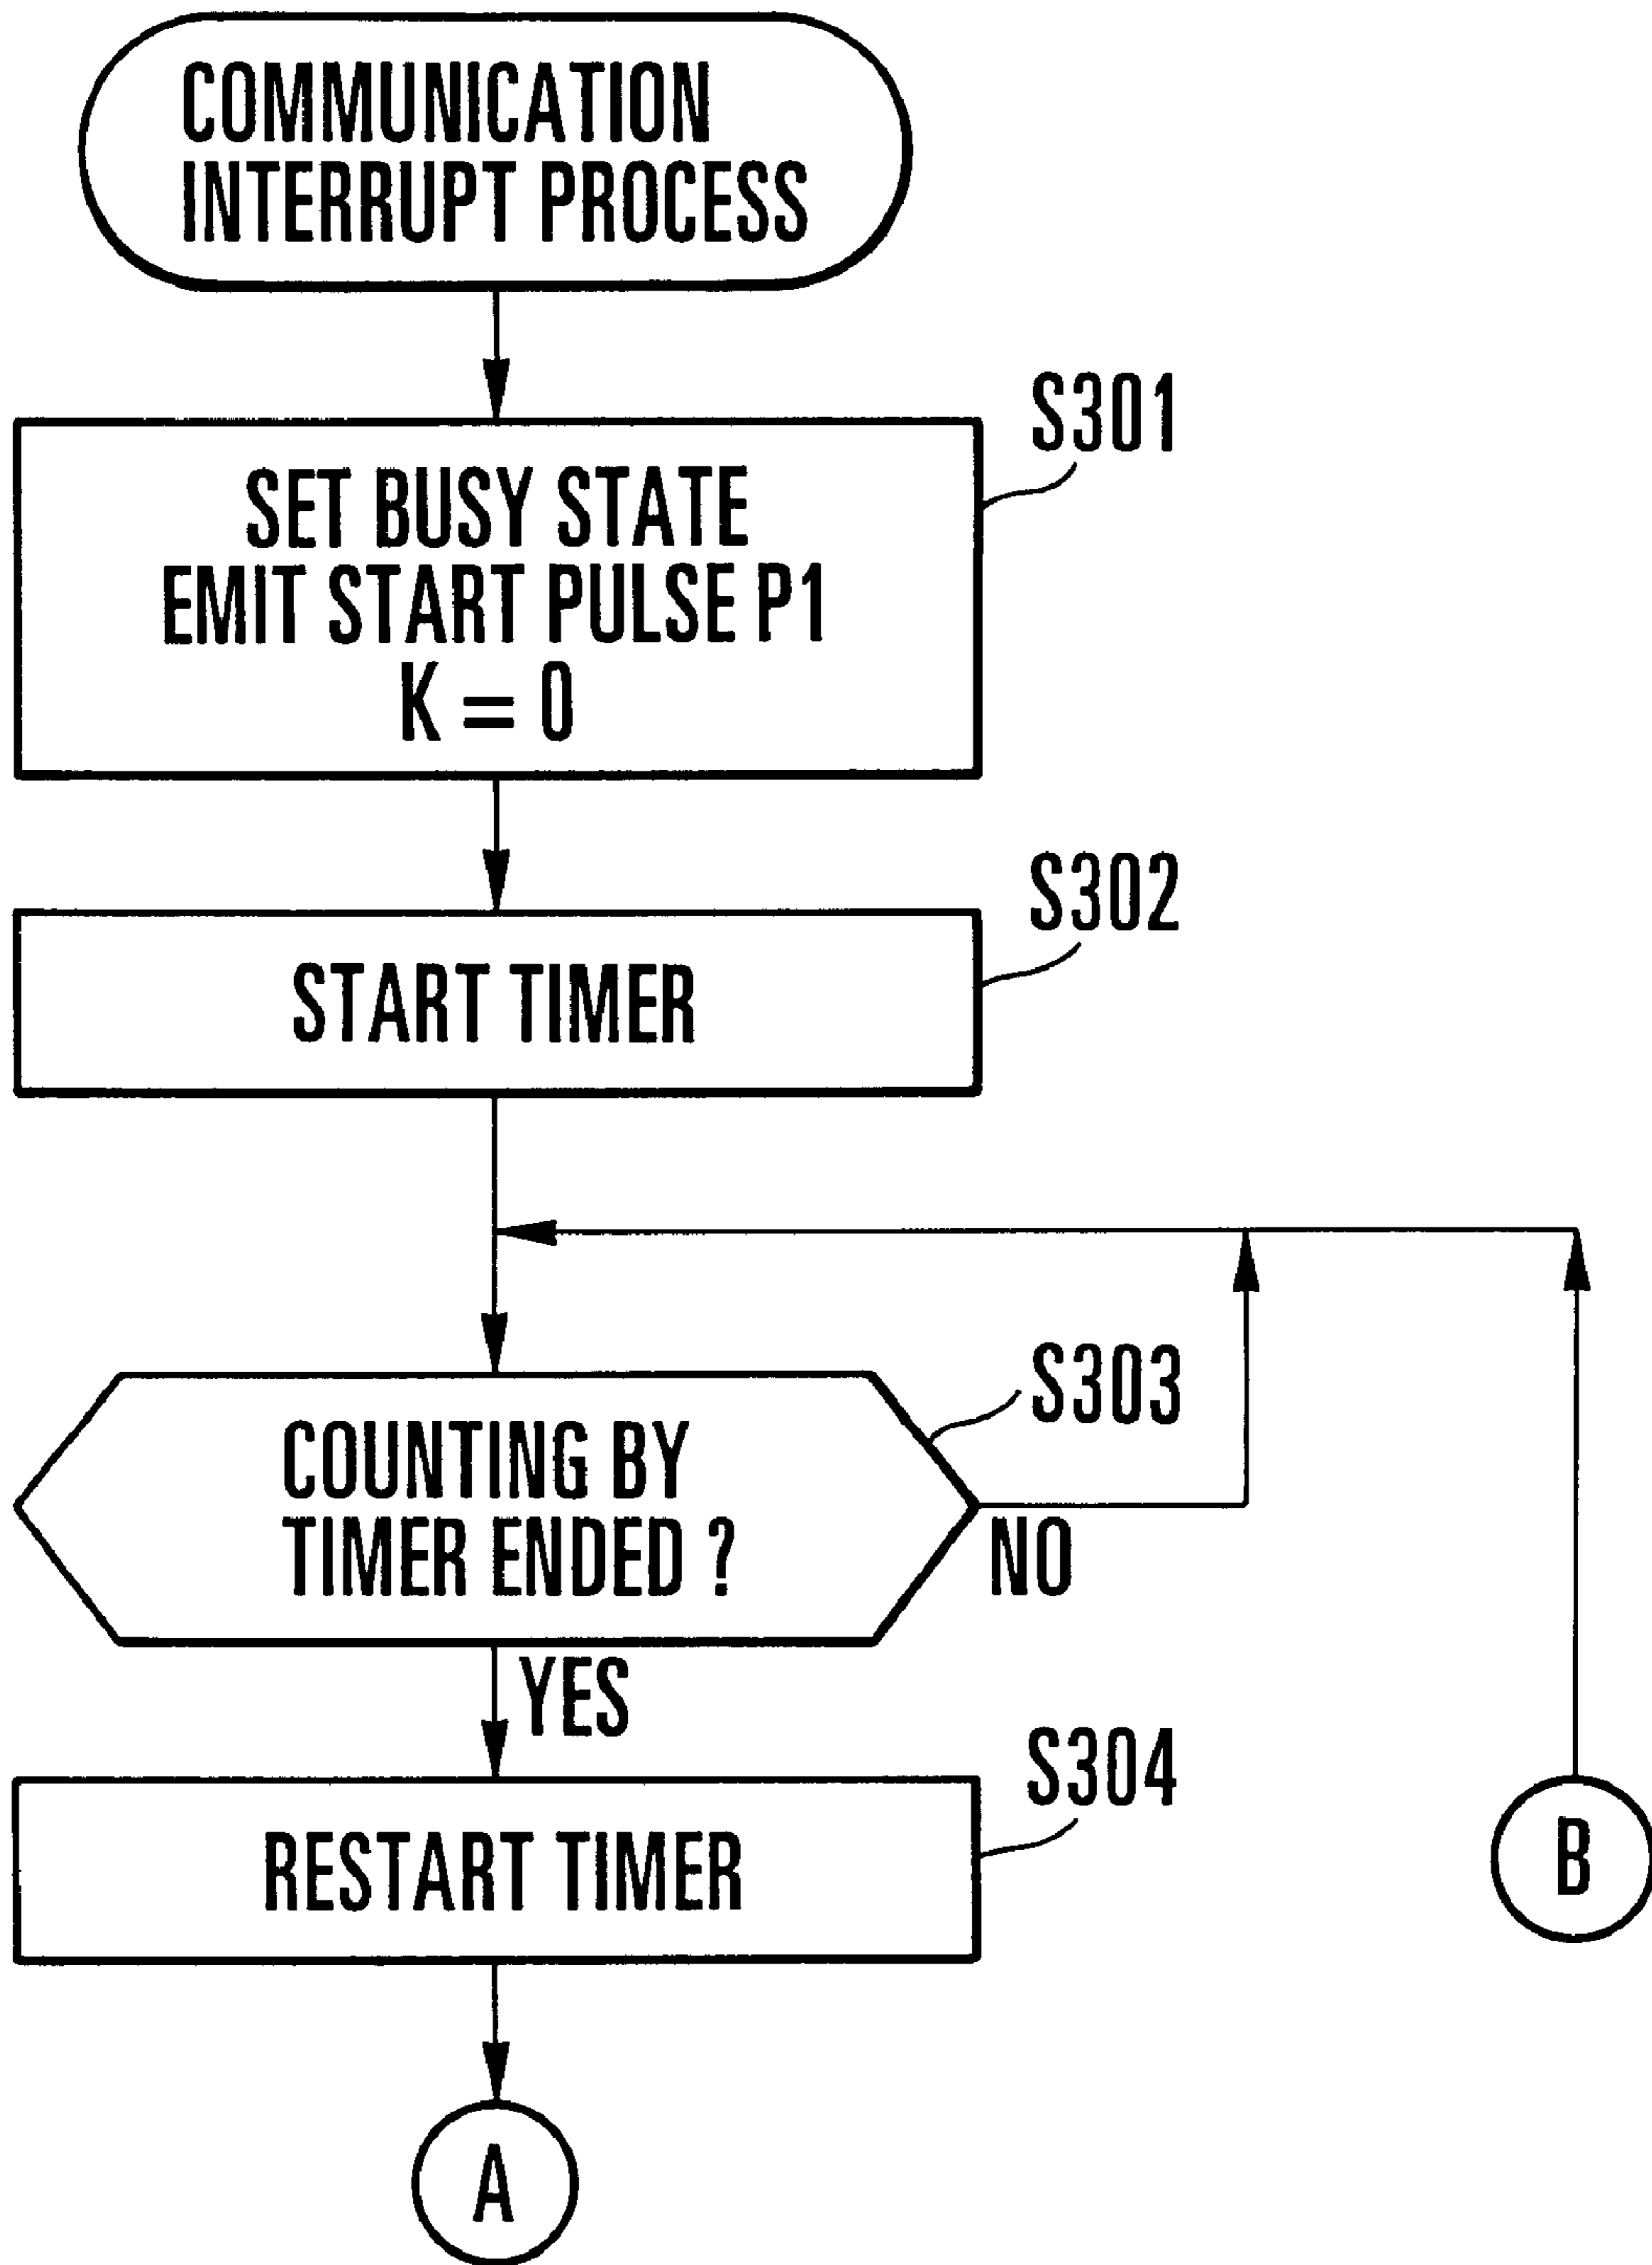 COMMUNICATION
INTERRUPT PROCESS
S301
SET BUSY STATE
EMIT START PULSE P1
K = 0
S302
START TIMER
S303
COUNTING BY
TIMER ENDED ?
NO
YES
S304
RESTART TIMER
B
A